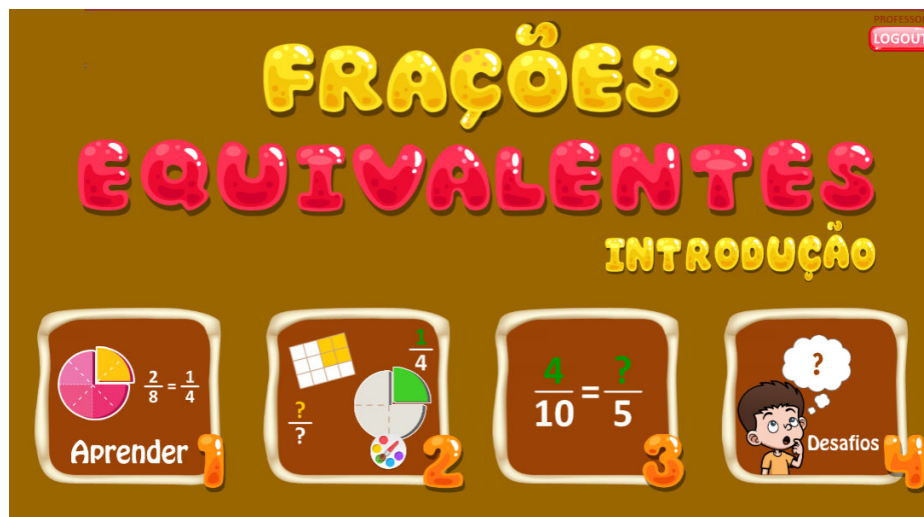 PROFESSOR
LOGOUT
FRAÇÕES
EQUIVALENTES
INTRODUÇÃO
2/8 = 1/4
Aprender
1
1/4
?/?
2
4/10 = ?/5
3
?
Desafios
4